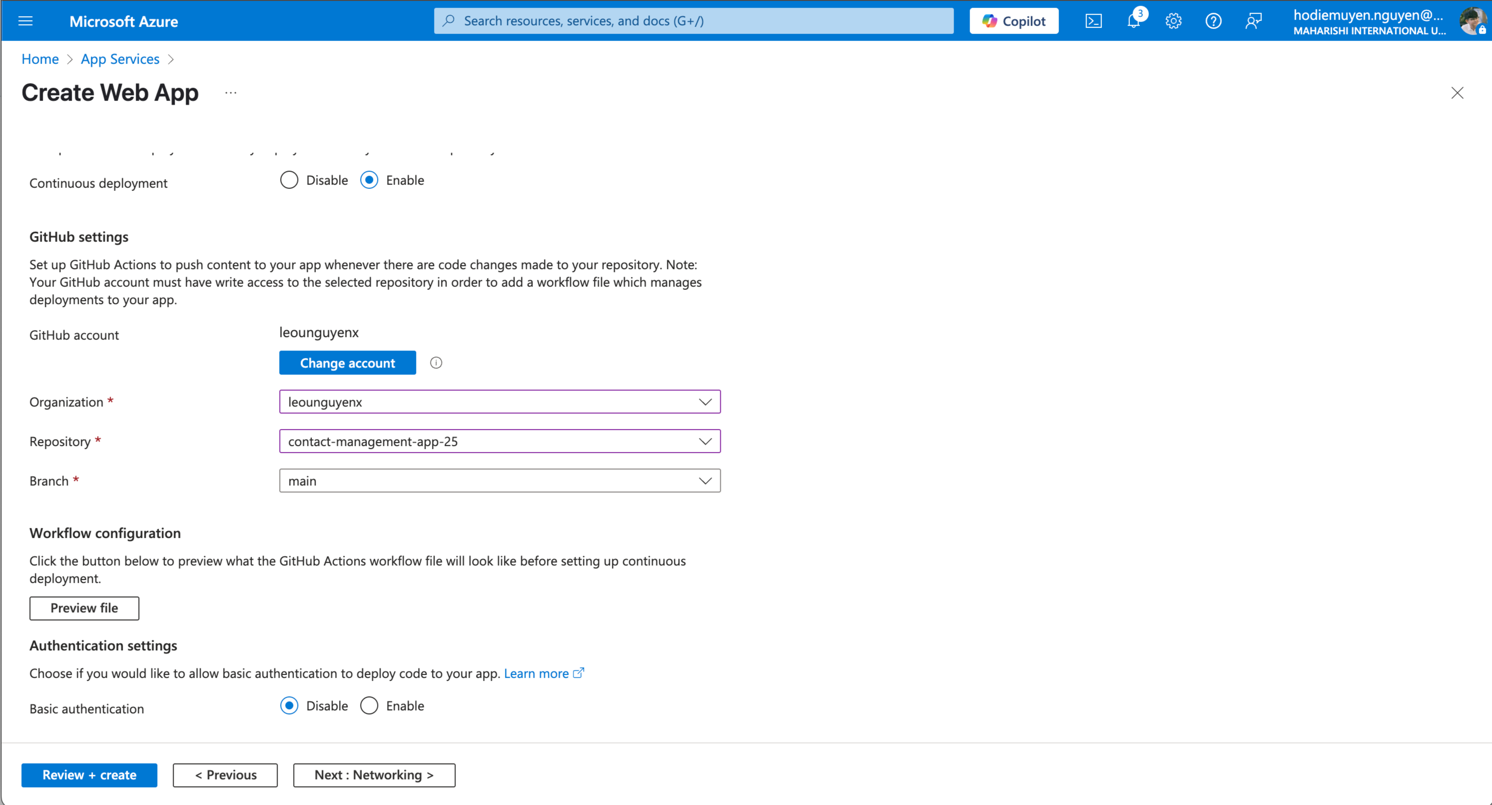 Microsoft Azure
Search resources, services, and docs (G+/)
Copilot
3
hodiemuyen.nguyen@...
MAHARISHI INTERNATIONAL U...
Home > App Services >
Create Web App ...
Continuous deployment
Disable
Enable
GitHub settings
Set up GitHub Actions to push content to your app whenever there are code changes made to your repository. Note:
Your GitHub account must have write access to the selected repository in order to add a workflow file which manages
deployments to your app.
GitHub account
leounguyenx
Change account
Organization *
leounguyenx
Repository *
contact-management-app-25
Branch *
main
Workflow configuration
Click the button below to preview what the GitHub Actions workflow file will look like before setting up continuous
deployment.
Preview file
Authentication settings
Choose if you would like to allow basic authentication to deploy code to your app. Learn more
Basic authentication
Disable
Enable
Review + create
< Previous
Next : Networking >